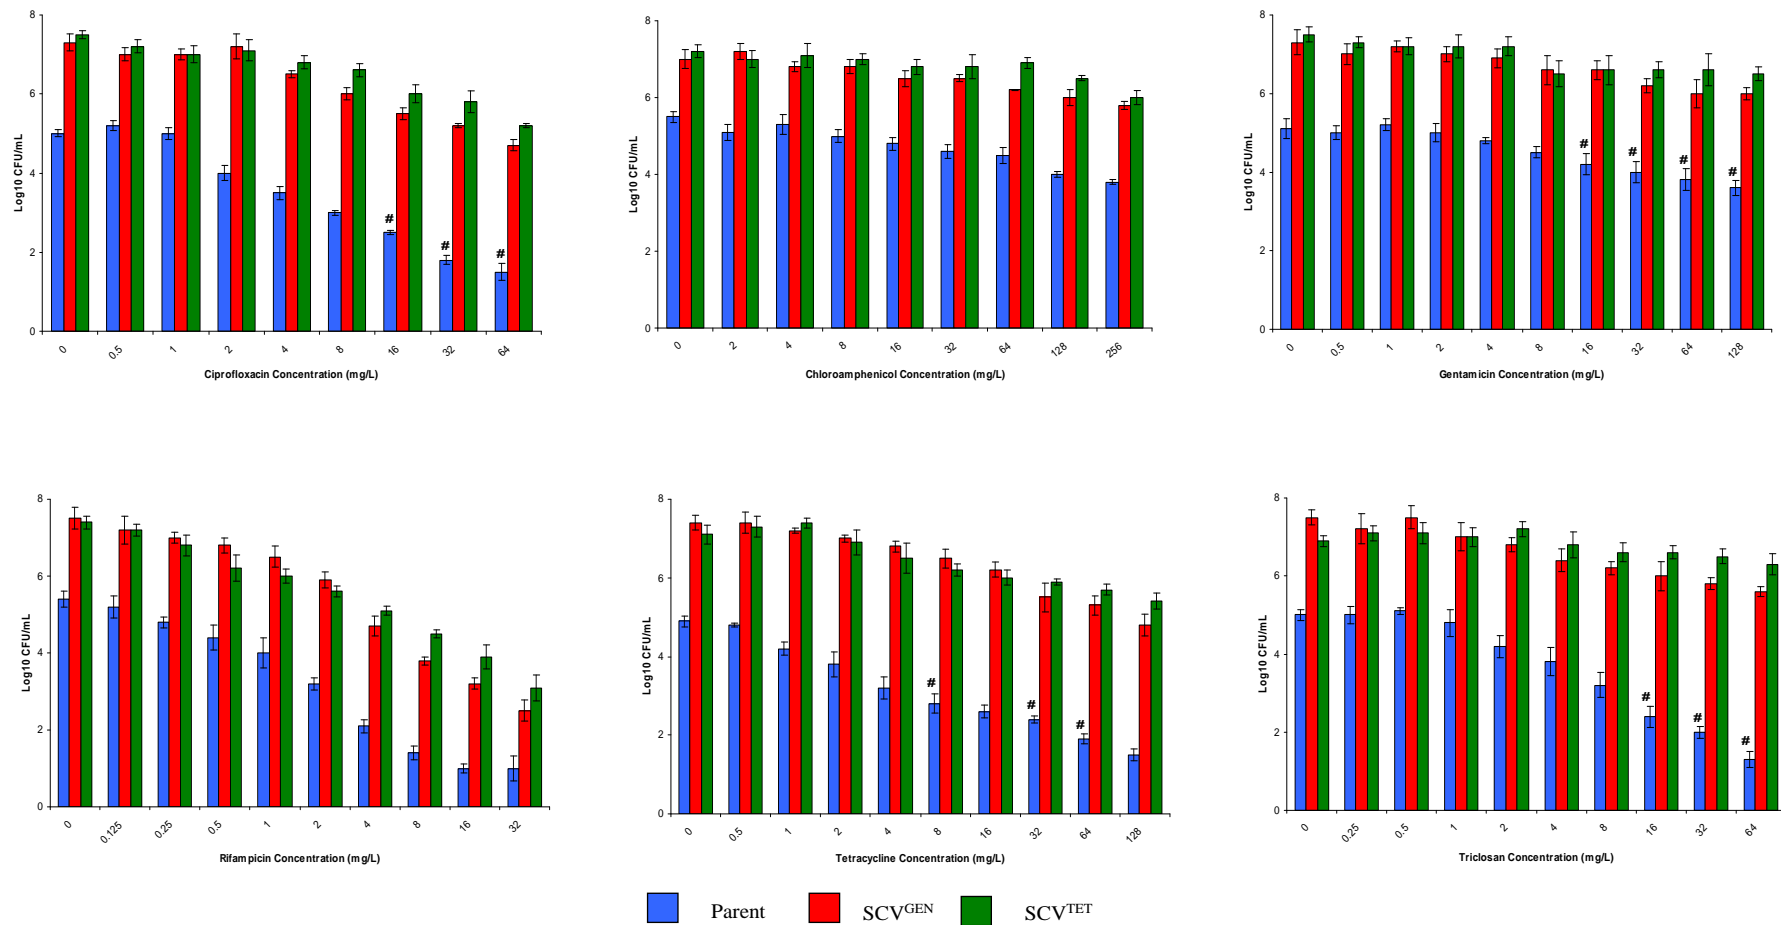 8
6
4
2
0
Log10 CFU/mL
#
#
#
0 0.5 1 2 4 8 16 32 64
Ciprofloxacin Concentration (mg/L)
8
6
4
2
0
Log10 CFU/mL
0 2 4 8 16 32 64 128 256
Chloroamphenicol Concentration (mg/L)
8
6
4
2
0
Log10 CFU/mL
#
#
#
#
0 0.5 1 2 4 8 16 32 64 128
Gentamicin Concentration (mg/L)
8
6
4
2
0
Log10 CFU/mL
0 0.125 0.25 0.5 1 2 4 8 16 32
Rifampicin Concentration (mg/L)
8
6
4
2
0
Log10 CFU/mL
#
#
#
0 0.5 1 2 4 8 16 32 64 128
Tetracycline Concentration (mg/L)
8
6
4
2
0
Log10 CFU/mL
#
#
#
0 0.25 0.5 1 2 4 8 16 32 64
Triclosan Concentration (mg/L)
Parent SCVGEN SCVTET